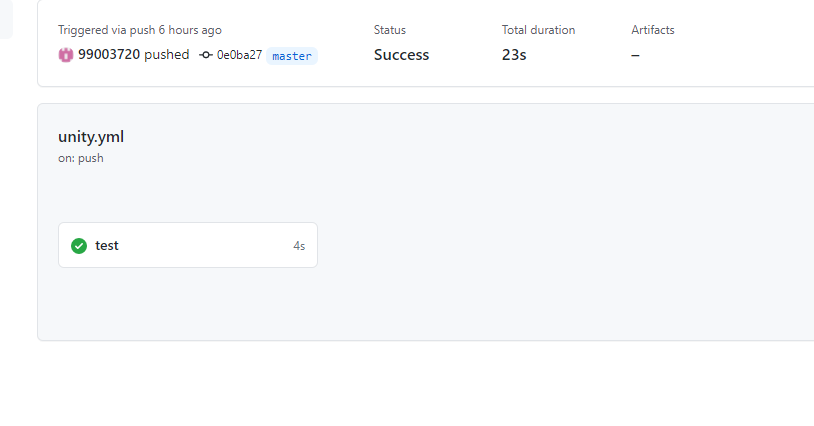 Triggered via push 6 hours ago
Status
Total duration
Artifacts
99003720 pushed 0e0ba27 master
Success
23s
–
unity.yml
on: push
test
4s